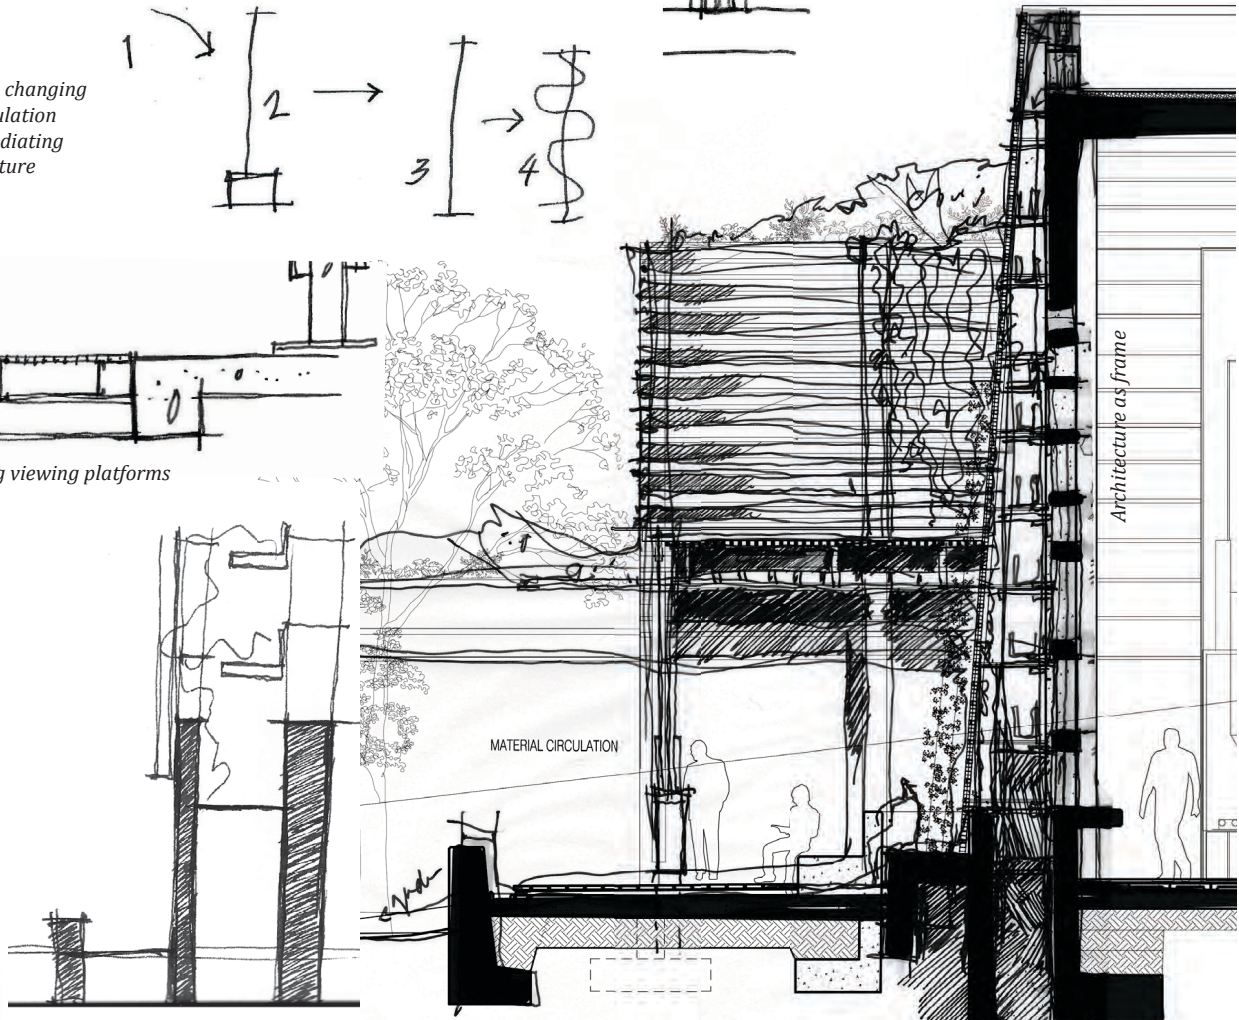 1
2
3
4
changing
ulation
diating
ture
g viewing platforms
Architecture as frame
MATERIAL CIRCULATION